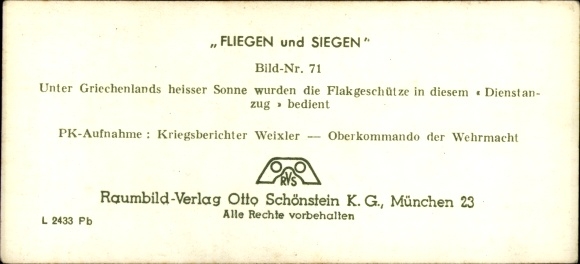 „FLIEGEN und SIEGEN"
Bild-Nr. 71
Unter Griechenlands heisser Sonne wurden die Flakgeschütze in diesem « Dienstan-
zug » bedient
PK-Aufnahme : Kriegsberichter Weixler — Oberkommando der Wehrmacht
RVS
Raumbild-Verlag Otto Schönstein K. G., München 23
Alle Rechte vorbehalten
L 2433 Pb